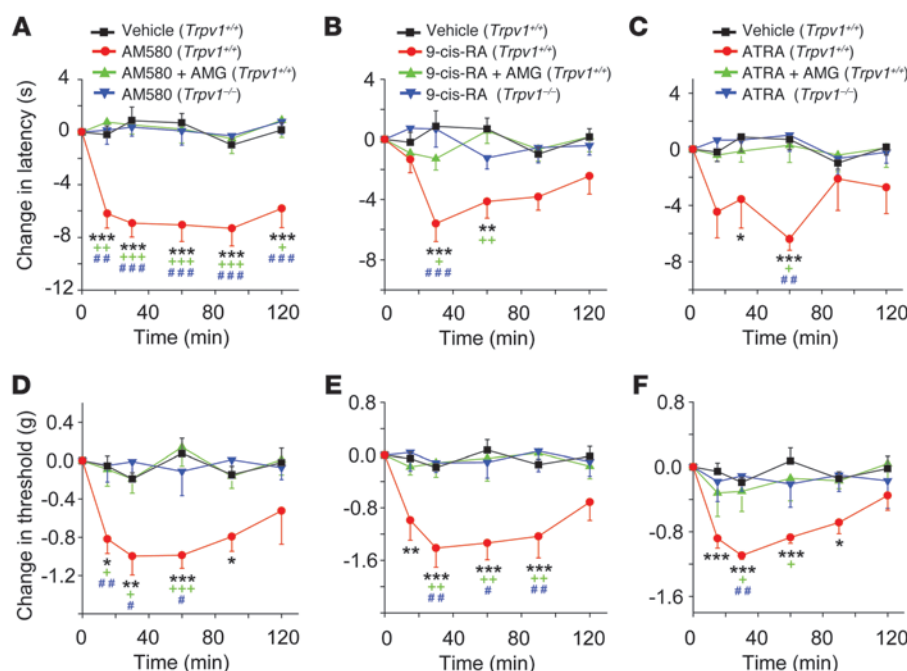 A
Vehicle (Trpv1+/+)
AM580 (Trpv1+/+)
AM580 + AMG (Trpv1+/+)
AM580 (Trpv1–/–)
Change in latency (s)
4
0
-4
-8
-12
***
++
##
***
+++
###
***
+++
###
***
+++
###
***
+
###
0 40 80 120
Time (min)
B
Vehicle (Trpv1+/+)
9-cis-RA (Trpv1+/+)
9-cis-RA + AMG (Trpv1+/+)
9-cis-RA (Trpv1–/–)
4
0
-4
-8
***
+
###
**
++
0 40 80 120
Time (min)
C
Vehicle (Trpv1+/+)
ATRA (Trpv1+/+)
ATRA + AMG (Trpv1+/+)
ATRA (Trpv1–/–)
4
0
-4
-8
*
***
+
##
0 40 80 120
Time (min)
D
Change in threshold (g)
0.4
0.0
-0.4
-0.8
-1.2
*
+
##
**
+
#
***
+++
#
*
0 40 80 120
Time (min)
E
0.8
0.0
-0.8
-1.6
**
***
++
##
***
++
#
***
++
##
0 40 80 120
Time (min)
F
0.8
0.0
-0.8
-1.6
***
***
+
##
***
+
*
0 40 80 120
Time (min)